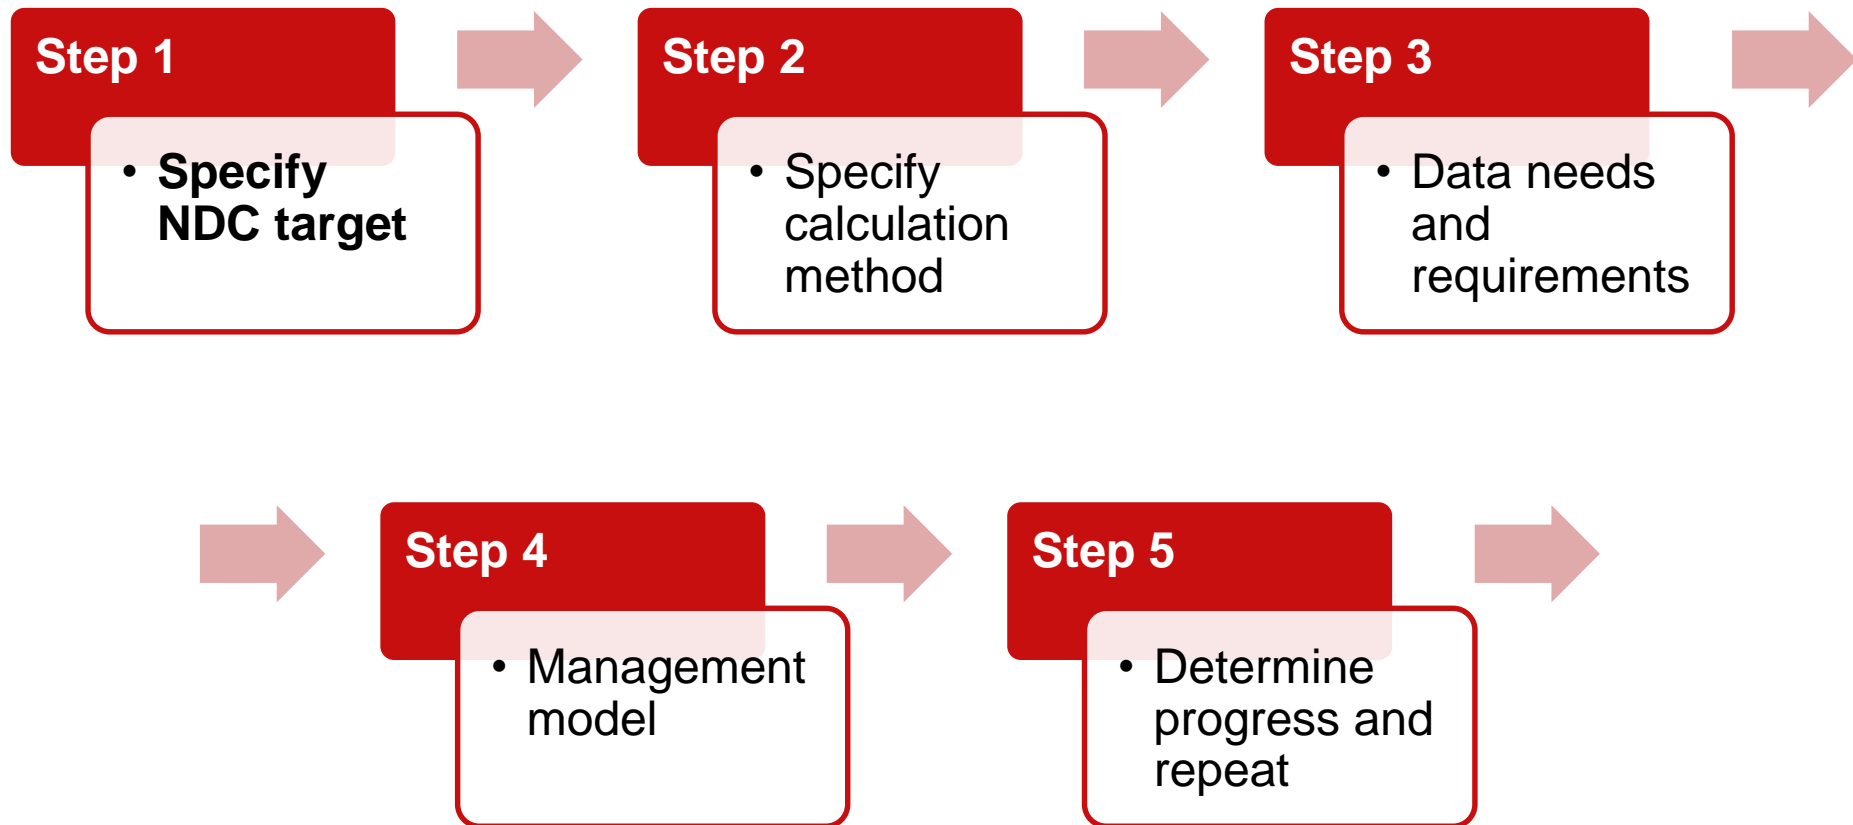 Step 1
• Specify
NDC target
Step 2
• Specify
calculation
method
Step 3
• Data needs
and
requirements
Step 4
• Management
model
Step 5
• Determine
progress and
repeat